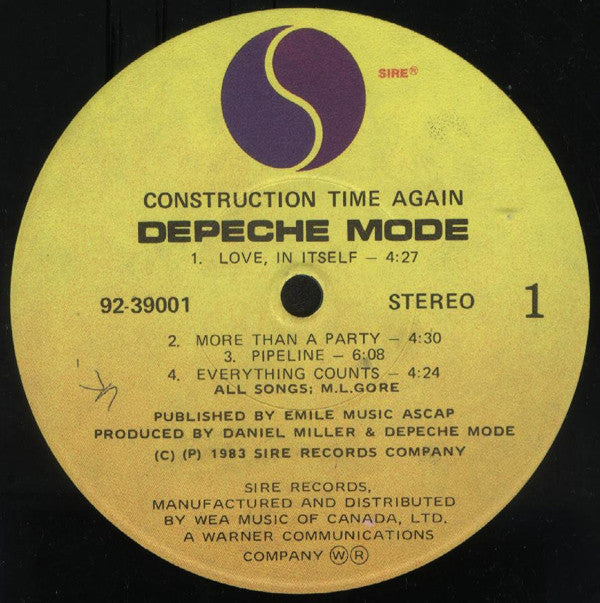 SIRE®
CONSTRUCTION TIME AGAIN
DEPECHE MODE
1. LOVE, IN ITSELF – 4:27
92-39001 STEREO 1
2. MORE THAN A PARTY – 4:30
3. PIPELINE – 6:08
4. EVERYTHING COUNTS – 4:24
ALL SONGS; M.L.GORE
PUBLISHED BY EMILE MUSIC ASCAP
PRODUCED BY DANIEL MILLER & DEPECHE MODE
(C) (P) 1983 SIRE RECORDS COMPANY
SIRE RECORDS,
MANUFACTURED AND DISTRIBUTED
BY WEA MUSIC OF CANADA, LTD.
A WARNER COMMUNICATIONS
COMPANY Ⓦ Ⓡ